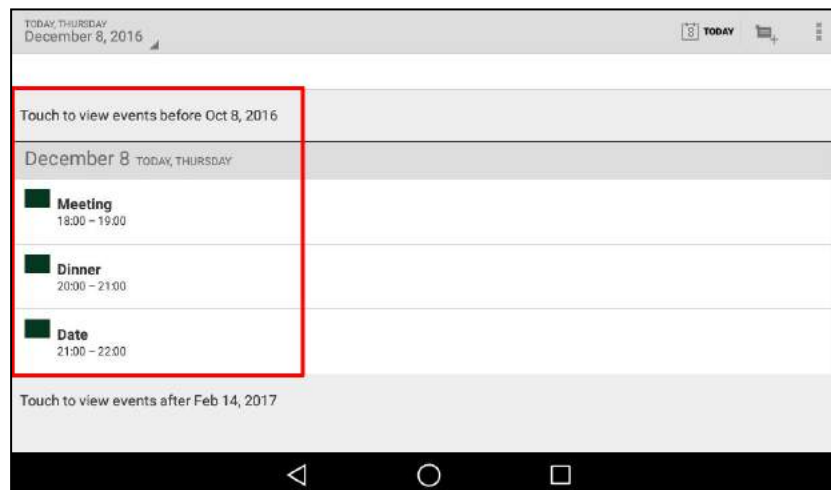 TODAY, THURSDAY
December 8, 2016
8 TODAY
Touch to view events before Oct 8, 2016
December 8 TODAY, THURSDAY
Meeting
18:00 – 19:00
Dinner
20:00 – 21:00
Date
21:00 – 22:00
Touch to view events after Feb 14, 2017